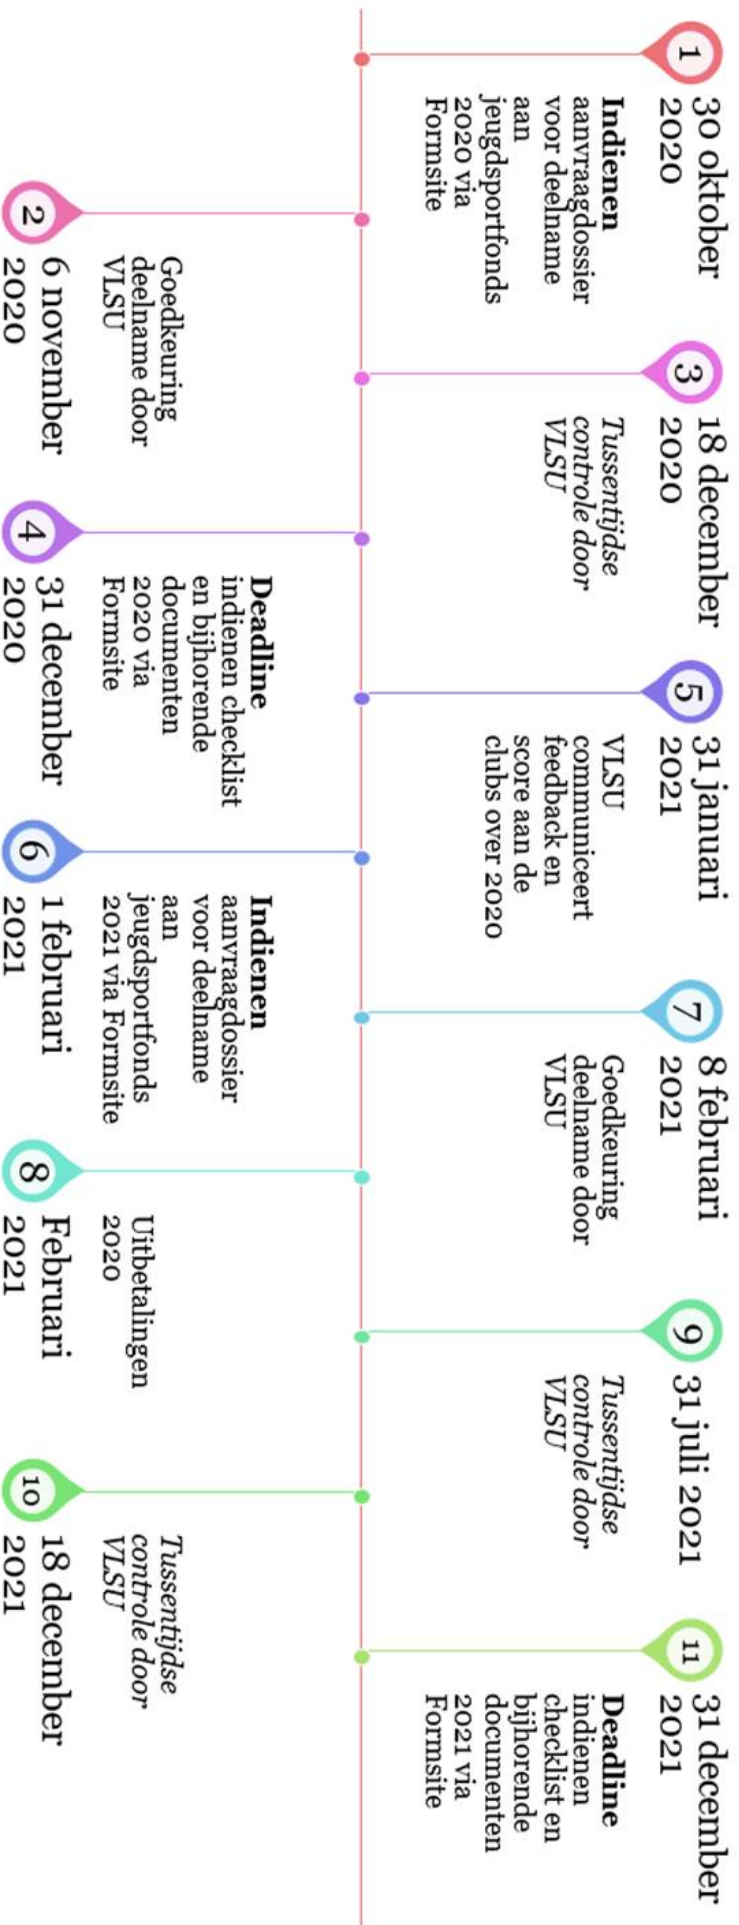 1
30 oktober
2020
Indienen
aanvraagdossier
voor deelname
aan
jeugdsportfonds
2020 via
Formsite
2
6 november
2020
Goedkeuring
deelname door
VLSU
3
18 december
2020
Tussentijdse
controle door
VLSU
4
31 december
2020
Deadline
indienen checklist
en bijhorende
documenten
2020 via
Formsite
5
31 januari
2021
VLSU
communiceert
feedback en
score aan de
clubs over 2020
6
1 februari
2021
Indienen
aanvraagdossier
voor deelname
aan
jeugdsportfonds
2021 via Formsite
7
8 februari
2021
Goedkeuring
deelname door
VLSU
8
Februari
2021
Uitbetalingen
2020
9
31 juli 2021
Tussentijdse
controle door
VLSU
10
18 december
2021
Tussentijdse
controle door
VLSU
11
31 december
2021
Deadline
indienen
checklist en
bijhorende
documenten
2021 via
Formsite